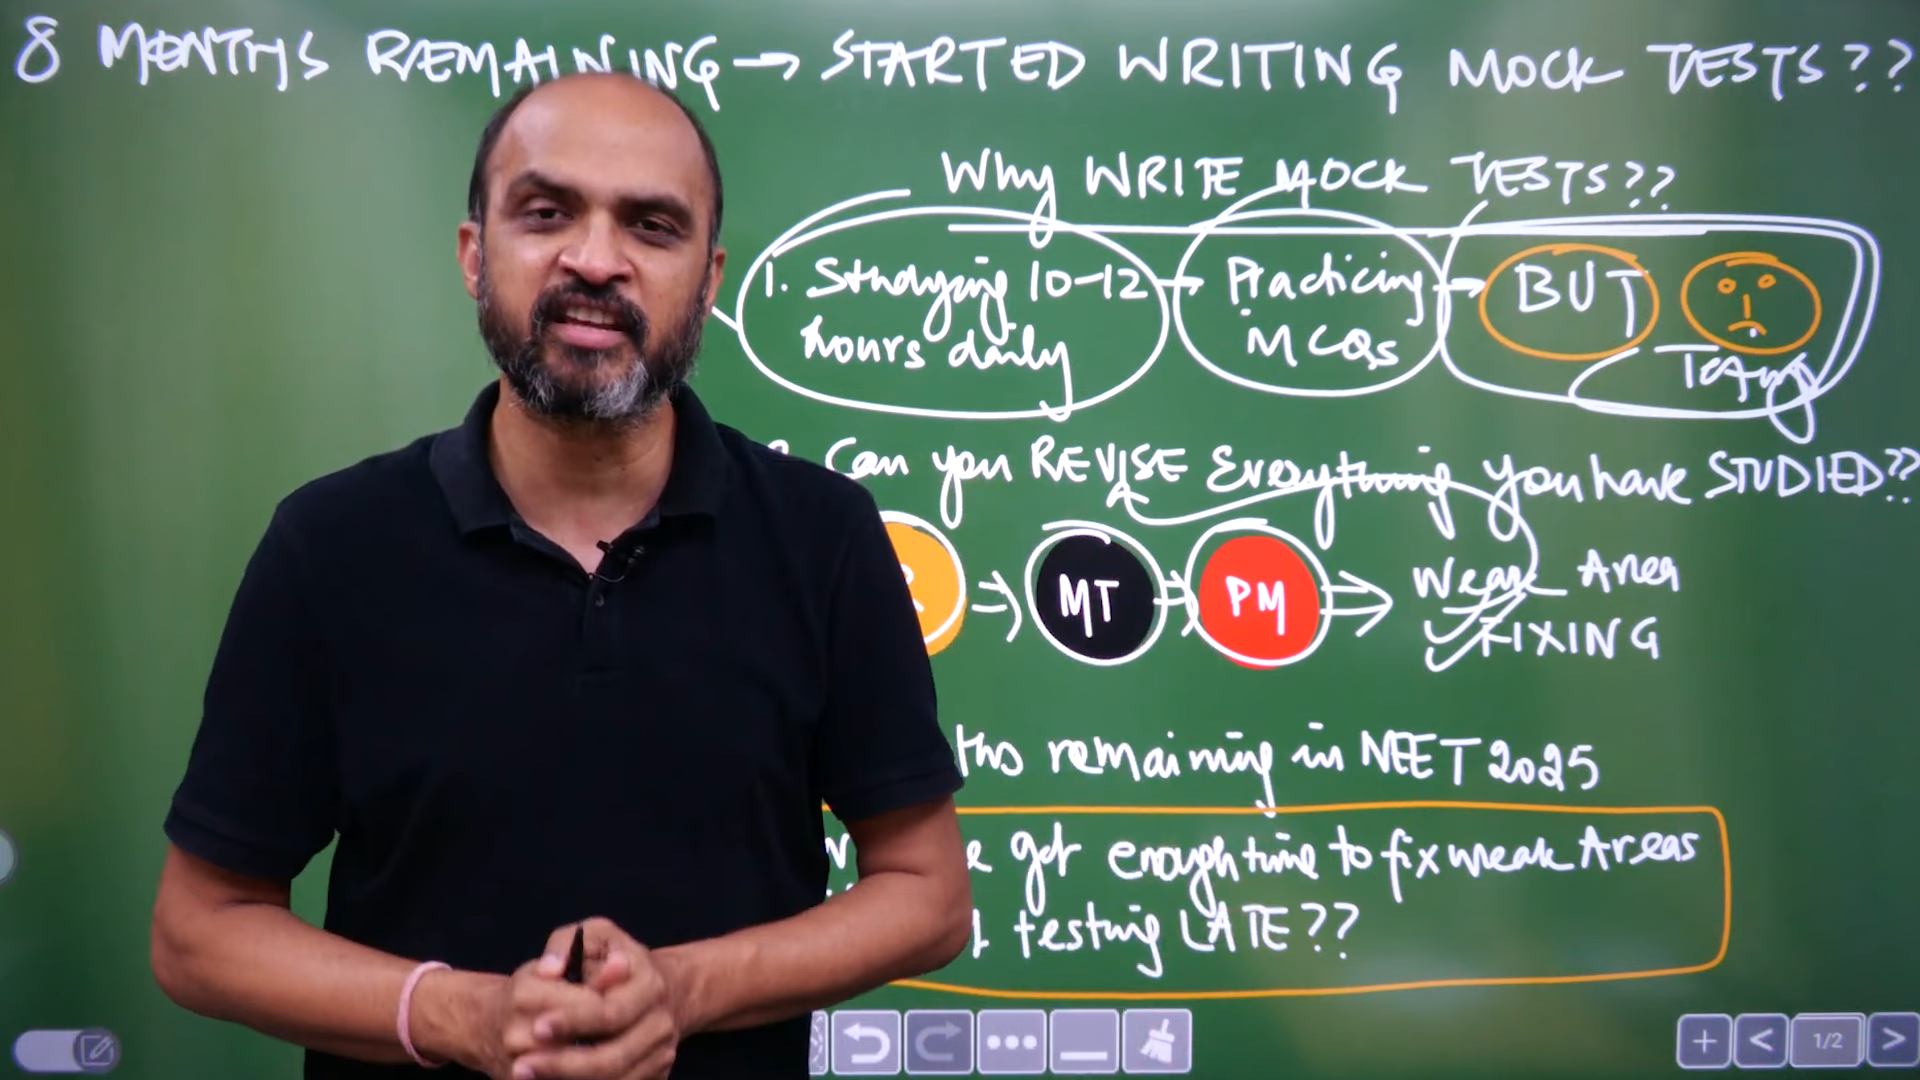 8 MONTHS REMAINING → STARTED WRITING MOCK TESTS??
Why WRITE MOCK TESTS??
1. Studying 10-12 → Practicing → BUT
hours daily MCQs
Can you REVISE Everything you have STUDIED??
R → MT → PM ⇒ Weak Area
FIXING
ths remaining in NEET 2025
e got enough time to fix weak Areas
testing LATE??
1/2